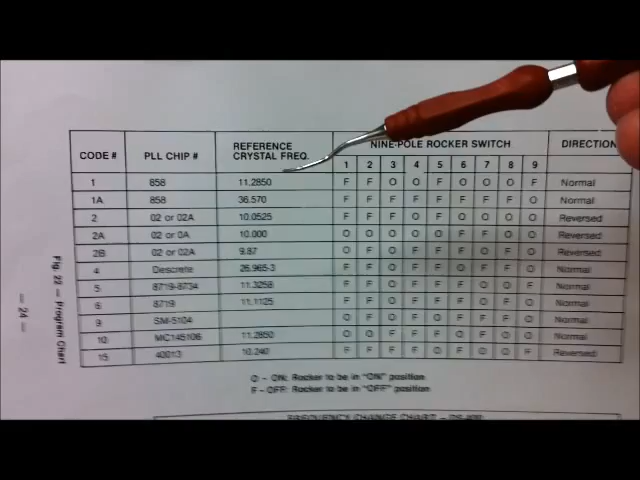 NINE-POLE ROCKER SWITCH
CODE # PLL CHIP # REFERENCE CRYSTAL FREQ. 1 2 3 4 5 6 7 8 9 DIRECTION
1 858 11.2850 F F O O F O O O F Normal
1A 858 36.570 F F F F F F F F O Normal
2 02 or 02A 10.0525 F F F O F O O O O Reversed
2A 02 or 0A 10.000 O O O O O F F O O Reversed
2B 02 or 02A 9.87 O F O F F F O F O Reversed
4 Descrete 26.965-3 F F O F F O F F O Normal
5 8719-8734 11.3258 F F O F F F O O F Normal
6 8719 11.1125 F F O F F F O F O Normal
9 SM-5104 O F O F F O F O O Normal
10 MC145106 11.2850 O O F F F O F O O Normal
15 40013 10.240 F F F F O F O O F Reversed
O - ON: Rocker to be in "ON" position
F - OFF: Rocker to be in "OFF" position
FREQUENCY CHANGE CHART
Fig. 22 — Program Chart
— 24 —